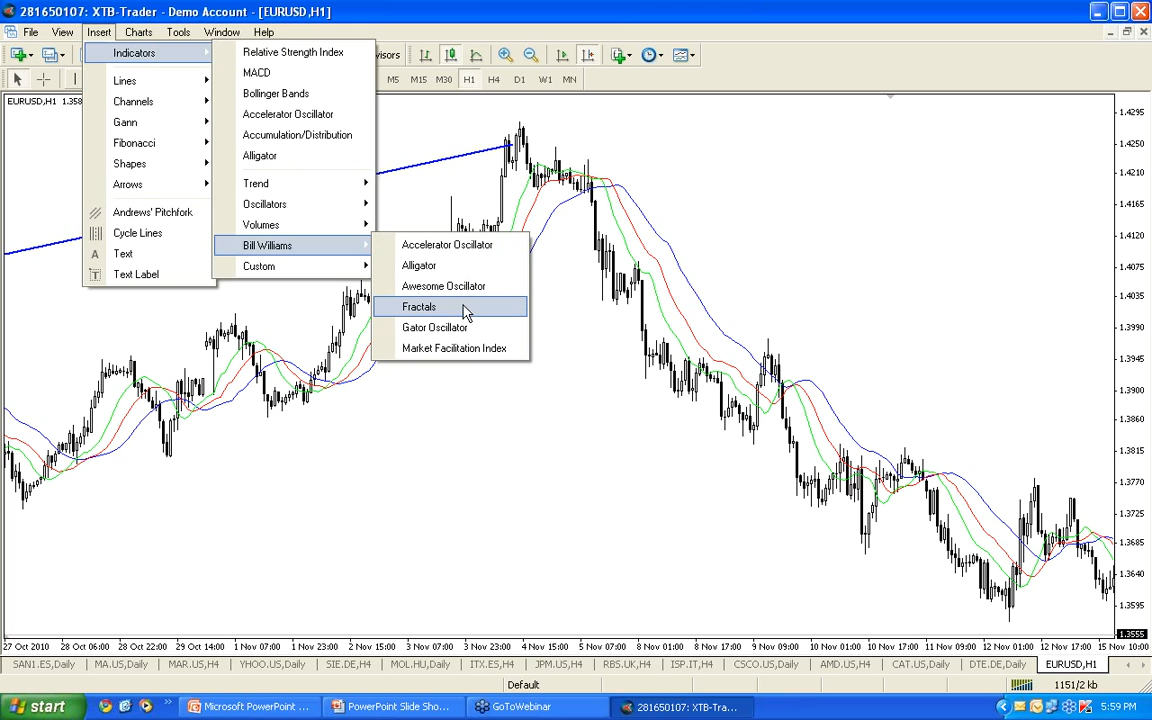 281650107: XTB-Trader - Demo Account - [EURUSD,H1]
File View Insert Charts Tools Window Help
Indicators
Lines
Channels
Gann
Fibonacci
Shapes
Arrows
Andrews' Pitchfork
Cycle Lines
A Text
T Text Label
Relative Strength Index
MACD
Bollinger Bands
Accelerator Oscillator
Accumulation/Distribution
Alligator
Trend
Oscillators
Volumes
Bill Williams
Custom
Accelerator Oscillator
Alligator
Awesome Oscillator
Fractals
Gator Oscillator
Market Facilitation Index
M5 M15 M30 H1 H4 D1 W1 MN
1.4295
1.4250
1.4210
1.4165
1.4120
1.4075
1.4035
1.3990
1.3945
1.3900
1.3860
1.3815
1.3770
1.3725
1.3685
1.3640
1.3595
1.3555
27 Oct 2010 28 Oct 06:00 28 Oct 22:00 29 Oct 14:00 1 Nov 07:00 1 Nov 23:00 2 Nov 15:00 3 Nov 07:00 3 Nov 23:00 4 Nov 15:00 5 Nov 07:00 8 Nov 01:00 8 Nov 17:00 9 Nov 09:00 10 Nov 01:00 10 Nov 17:00 11 Nov 09:00 12 Nov 01:00 12 Nov 17:00 15 Nov 10:00
SAN1.ES,Daily MA.US,Daily MAR.US,H4 YHOO.US,Daily SIE.DE,H4 MOL.HU,Daily ITX.ES,H4 JPM.US,H4 RBS.UK,H4 ISP.IT,H4 CSCO.US,Daily AMD.US,H4 CAT.US,Daily DTE.DE,Daily EURUSD,H1
Default 1151/2 kb
start Microsoft PowerPoint ... PowerPoint Slide Sho... GoToWebinar 281650107: XTB-Tra... 5:59 PM